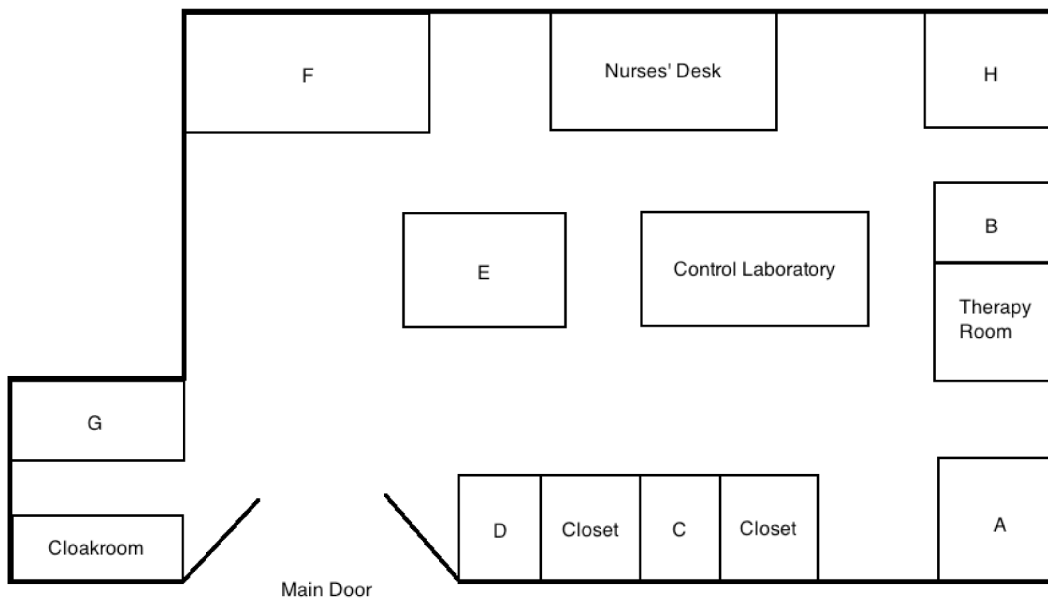 F
Nurses' Desk
H
B
E
Control Laboratory
Therapy
Room
G
D
Closet
C
Closet
A
Cloakroom
Main Door